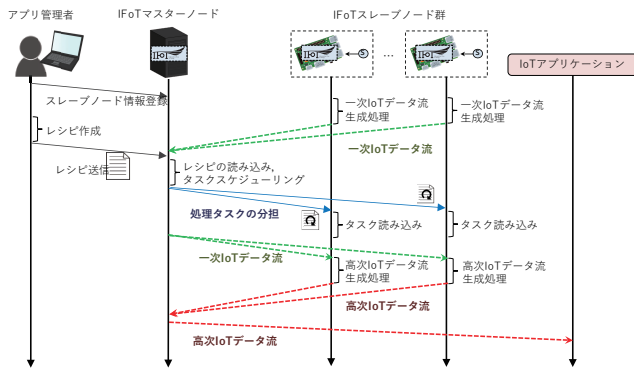 アプリ管理者
IFoTマスターノード
IFoTスレーブノード群
IFoT
IFoT
S
...
IFoT
S
IoTアプリケーション
スレーブノード情報登録
一次IoTデータ流
生成処理
一次IoTデータ流
生成処理
レシピ作成
一次IoTデータ流
レシピ送信
レシピの読み込み,
タスクスケジューリング
処理タスクの分担
タスク読み込み
タスク読み込み
一次IoTデータ流
高次IoTデータ流
生成処理
高次IoTデータ流
生成処理
高次IoTデータ流
高次IoTデータ流